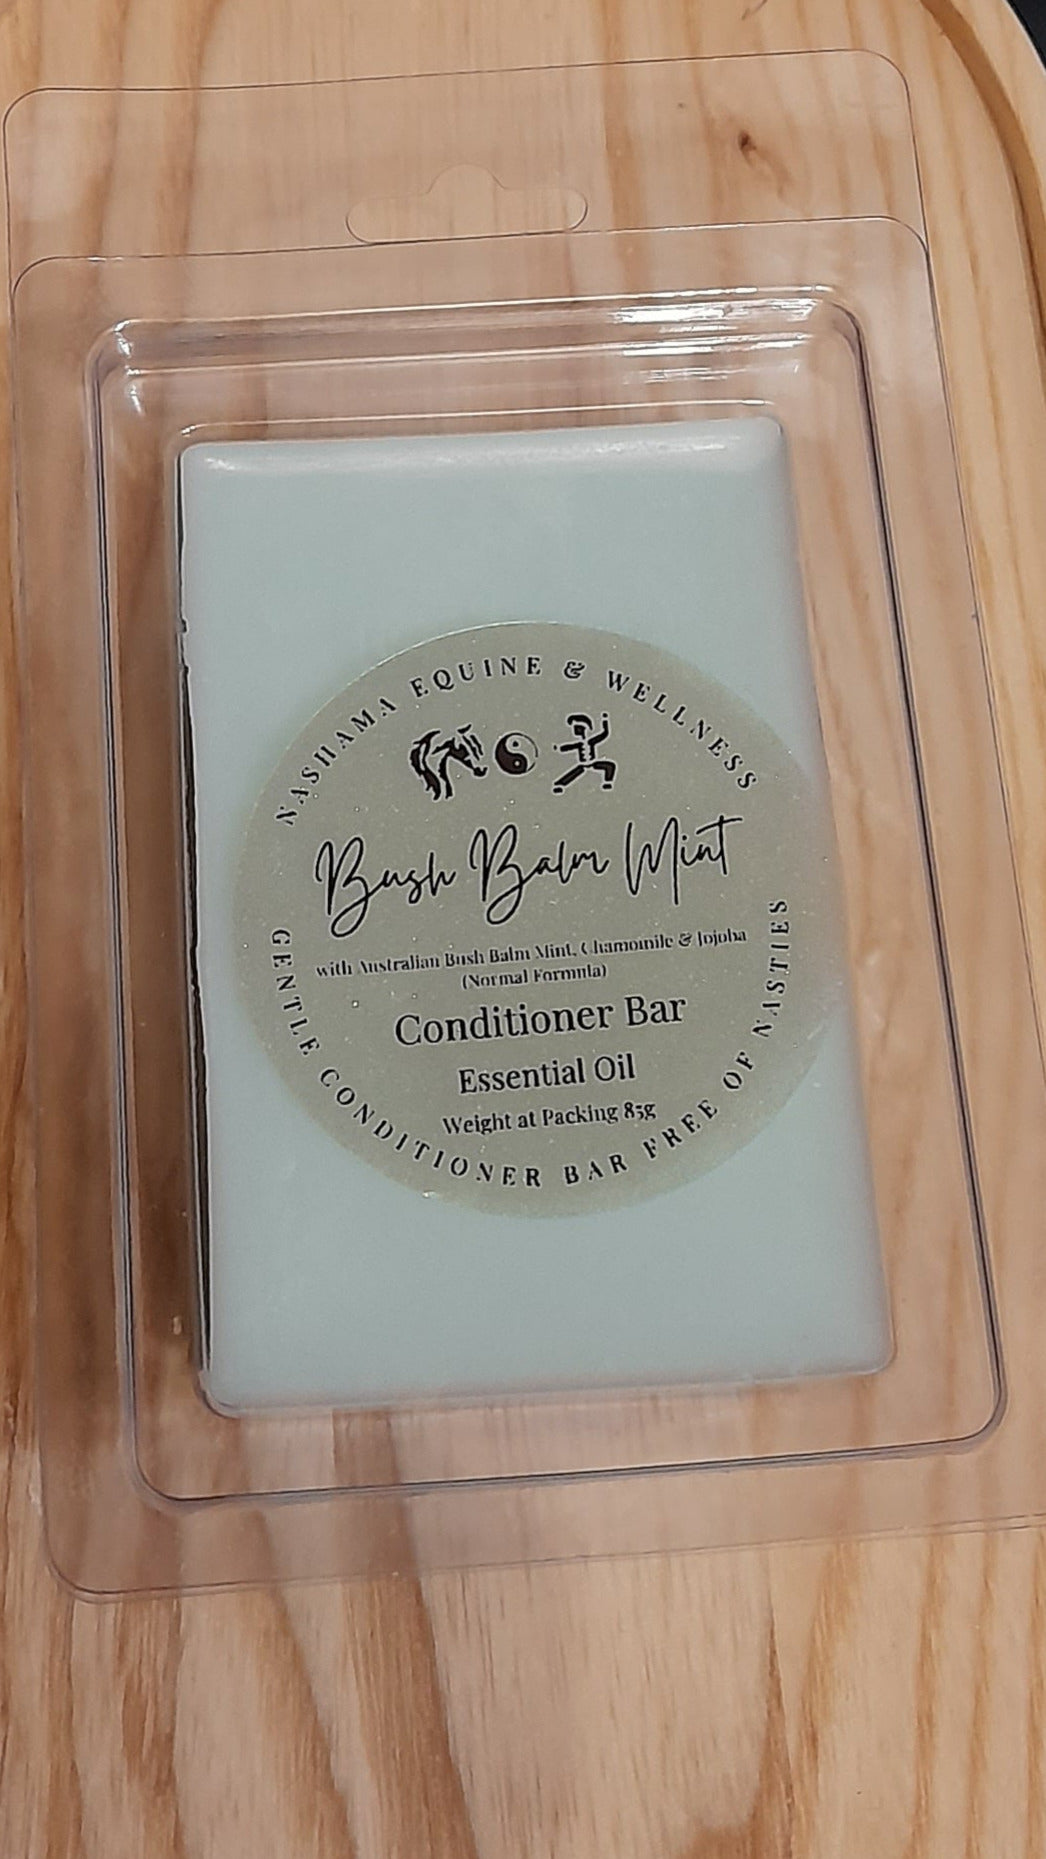 NASHAMA EQUINE & WELLNESS
Bush Balm Mint
with Australian Bush Balm Mint, Chamomile & Jojoba
(Normal Formula)
Conditioner Bar
Essential Oil
Weight at Packing 85g
GENTLE CONDITIONER BAR FREE OF NASTIES